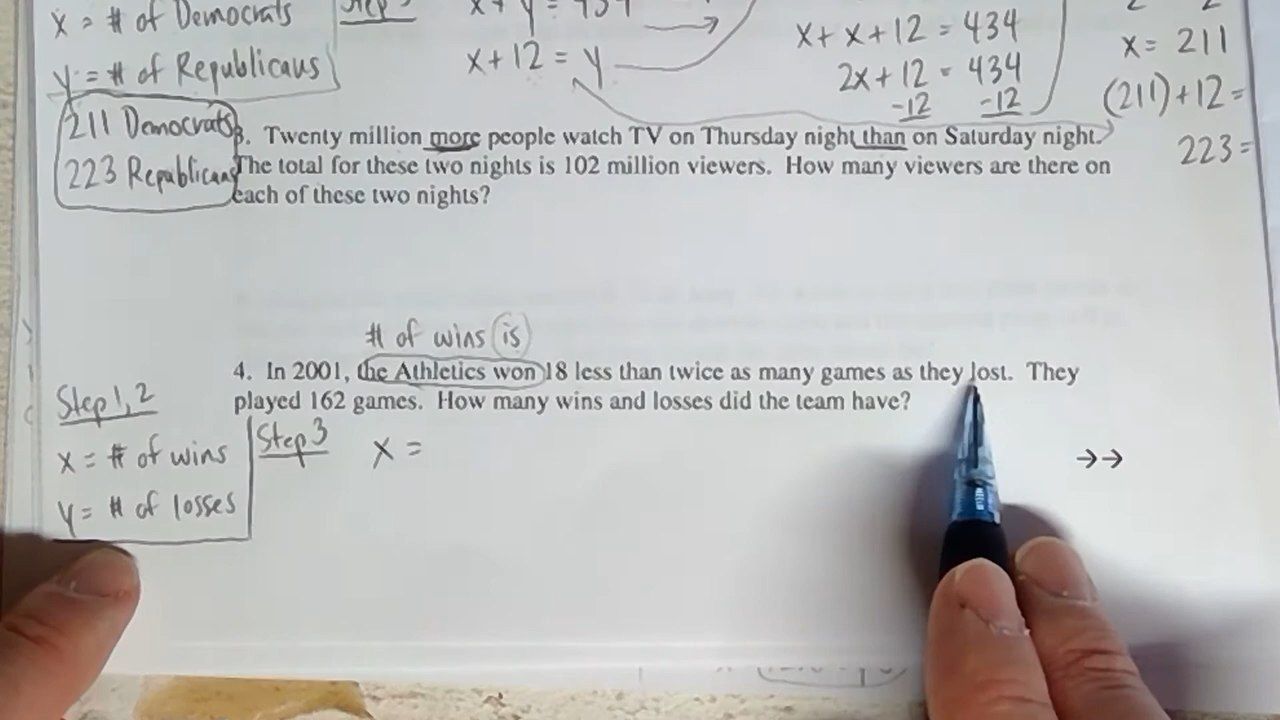 x = # of Democrats
y = # of Republicans
x + 12 = y
x + x + 12 = 434
2x + 12 = 434
-12 -12
x = 211
(211) + 12 =
223 =
211 Democrats
223 Republicans
3. Twenty million more people watch TV on Thursday night than on Saturday night.
The total for these two nights is 102 million viewers. How many viewers are there on
each of these two nights?
# of wins is
4. In 2001, the Athletics won 18 less than twice as many games as they lost. They
played 162 games. How many wins and losses did the team have?
Step 1, 2
x = # of wins
y = # of losses
Step 3
x =
→→